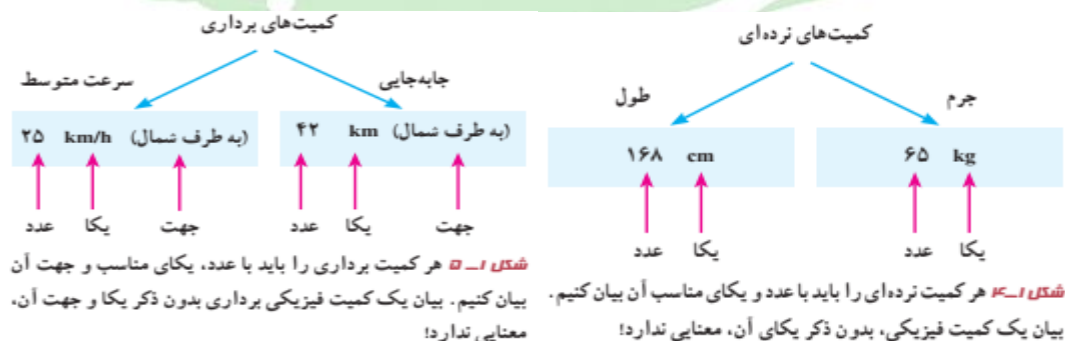 کمیت‌های نرده‌ای
جرم
طول
۶۵ kg
۱۶۸ cm
یکا
عدد
یکا
عدد
شکل ۱ــ۴ هر کمیت نرده‌ای را باید با عدد و یکای مناسب آن بیان کنیم.
بیان یک کمیت فیزیکی، بدون ذکر یکای آن، معنایی ندارد!
کمیت‌های برداری
جابه‌جایی
سرعت متوسط
۴۲ km (به طرف شمال)
۲۵ km/h (به طرف شمال)
جهت
یکا
عدد
جهت
یکا
عدد
شکل ۱ــ۵ هر کمیت برداری را باید با عدد، یکای مناسب و جهت آن
بیان کنیم. بیان یک کمیت فیزیکی برداری بدون ذکر یکا و جهت آن،
معنایی ندارد!